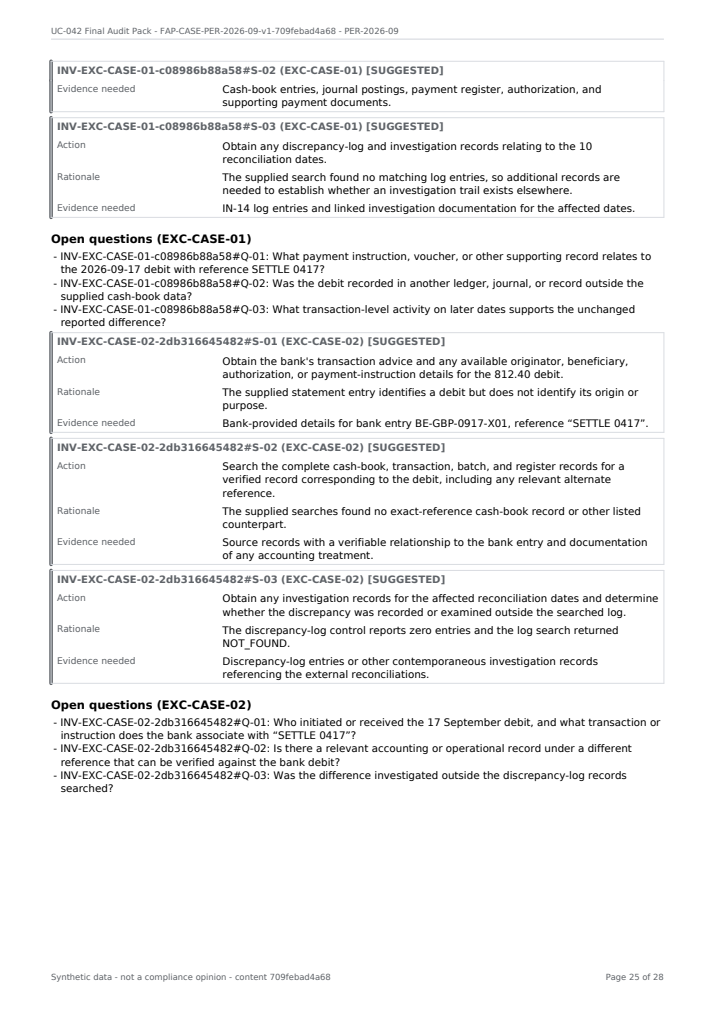 UC-042 Final Audit Pack - FAP-CASE-PER-2026-09-v1-709febad4a68 - PER-2026-09
INV-EXC-CASE-01-c08986b88a58#S-02 (EXC-CASE-01) [SUGGESTED]
Evidence needed Cash-book entries, journal postings, payment register, authorization, and
supporting payment documents.
INV-EXC-CASE-01-c08986b88a58#S-03 (EXC-CASE-01) [SUGGESTED]
Action Obtain any discrepancy-log and investigation records relating to the 10
reconciliation dates.
Rationale The supplied search found no matching log entries, so additional records are
needed to establish whether an investigation trail exists elsewhere.
Evidence needed IN-14 log entries and linked investigation documentation for the affected dates.
Open questions (EXC-CASE-01)
- INV-EXC-CASE-01-c08986b88a58#Q-01: What payment instruction, voucher, or other supporting record relates to
the 2026-09-17 debit with reference SETTLE 0417?
- INV-EXC-CASE-01-c08986b88a58#Q-02: Was the debit recorded in another ledger, journal, or record outside the
supplied cash-book data?
- INV-EXC-CASE-01-c08986b88a58#Q-03: What transaction-level activity on later dates supports the unchanged
reported difference?
INV-EXC-CASE-02-2db316645482#S-01 (EXC-CASE-02) [SUGGESTED]
Action Obtain the bank's transaction advice and any available originator, beneficiary,
authorization, or payment-instruction details for the 812.40 debit.
Rationale The supplied statement entry identifies a debit but does not identify its origin or
purpose.
Evidence needed Bank-provided details for bank entry BE-GBP-0917-X01, reference “SETTLE 0417”.
INV-EXC-CASE-02-2db316645482#S-02 (EXC-CASE-02) [SUGGESTED]
Action Search the complete cash-book, transaction, batch, and register records for a
verified record corresponding to the debit, including any relevant alternate
reference.
Rationale The supplied searches found no exact-reference cash-book record or other listed
counterpart.
Evidence needed Source records with a verifiable relationship to the bank entry and documentation
of any accounting treatment.
INV-EXC-CASE-02-2db316645482#S-03 (EXC-CASE-02) [SUGGESTED]
Action Obtain any investigation records for the affected reconciliation dates and determine
whether the discrepancy was recorded or examined outside the searched log.
Rationale The discrepancy-log control reports zero entries and the log search returned
NOT_FOUND.
Evidence needed Discrepancy-log entries or other contemporaneous investigation records
referencing the external reconciliations.
Open questions (EXC-CASE-02)
- INV-EXC-CASE-02-2db316645482#Q-01: Who initiated or received the 17 September debit, and what transaction or
instruction does the bank associate with “SETTLE 0417”?
- INV-EXC-CASE-02-2db316645482#Q-02: Is there a relevant accounting or operational record under a different
reference that can be verified against the bank debit?
- INV-EXC-CASE-02-2db316645482#Q-03: Was the difference investigated outside the discrepancy-log records
searched?
Synthetic data - not a compliance opinion - content 709febad4a68 Page 25 of 28